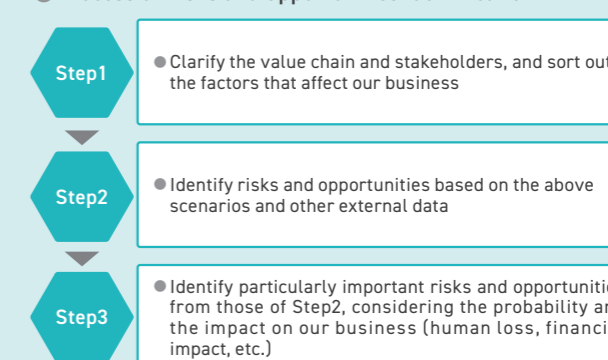 Step1
● Clarify the value chain and stakeholders, and sort out
the factors that affect our business
Step2
● Identify risks and opportunities based on the above
scenarios and other external data
Step3
● Identify particularly important risks and
from those of Step2, considering the probability
the impact on our business (human loss,
impact, etc.)